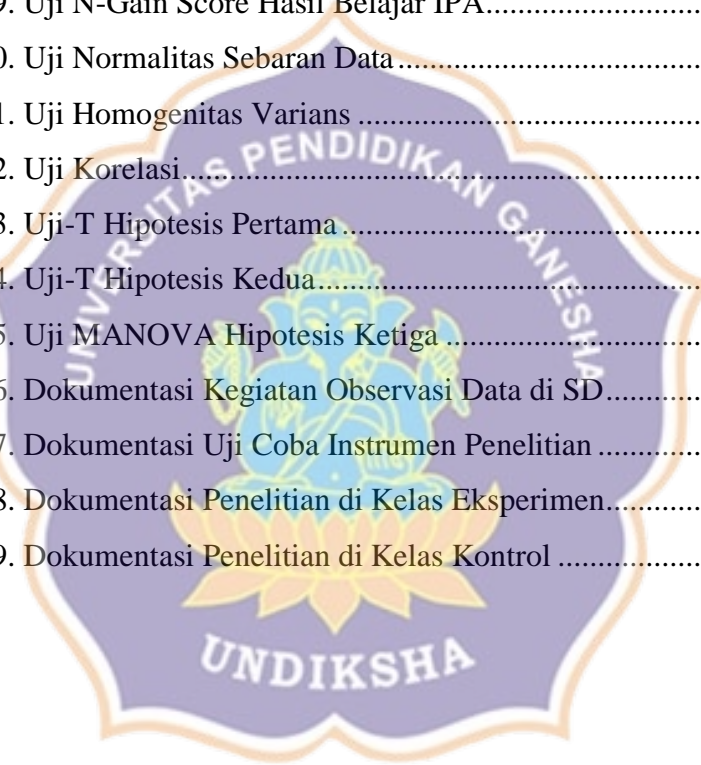 9. Uji N-Gain Score Hasil Belajar IPA....................................
0. Uji Normalitas Sebaran Data....................................
1. Uji Homogenitas Varians....................................
2. Uji Korelasi....................................
3. Uji-T Hipotesis Pertama....................................
4. Uji-T Hipotesis Kedua....................................
5. Uji MANOVA Hipotesis Ketiga....................................
6. Dokumentasi Kegiatan Observasi Data di SD............
7. Dokumentasi Uji Coba Instrumen Penelitian............
8. Dokumentasi Penelitian di Kelas Eksperimen............
9. Dokumentasi Penelitian di Kelas Kontrol..................
UNIVERSITAS PENDIDIKAN GANESHA
UNDIKSHA